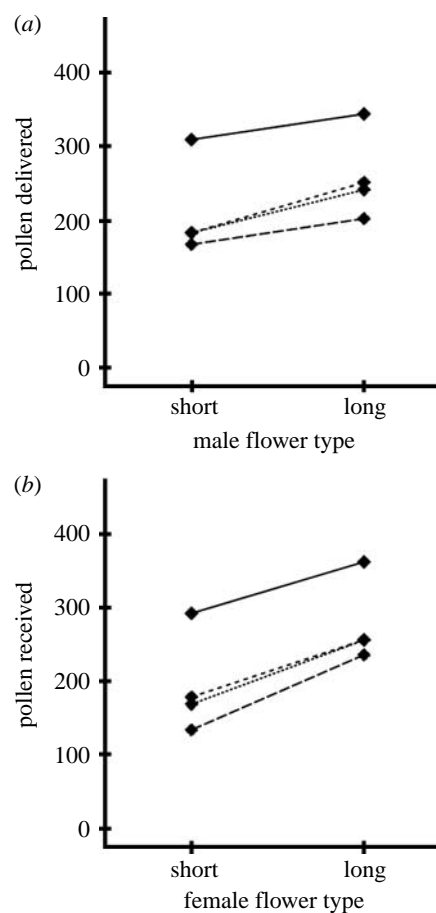 (a)
400
300
200
100
0
pollen delivered
short long
male flower type
(b)
400
300
200
100
0
pollen received
short long
female flower type